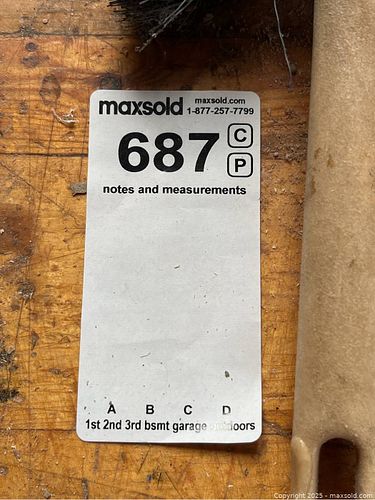 maxsold maxsold.com
1-877-257-7799
687 C
P
notes and measurements
A B C D
1st 2nd 3rd bsmt garage
Copyright 2025 - maxsold.com